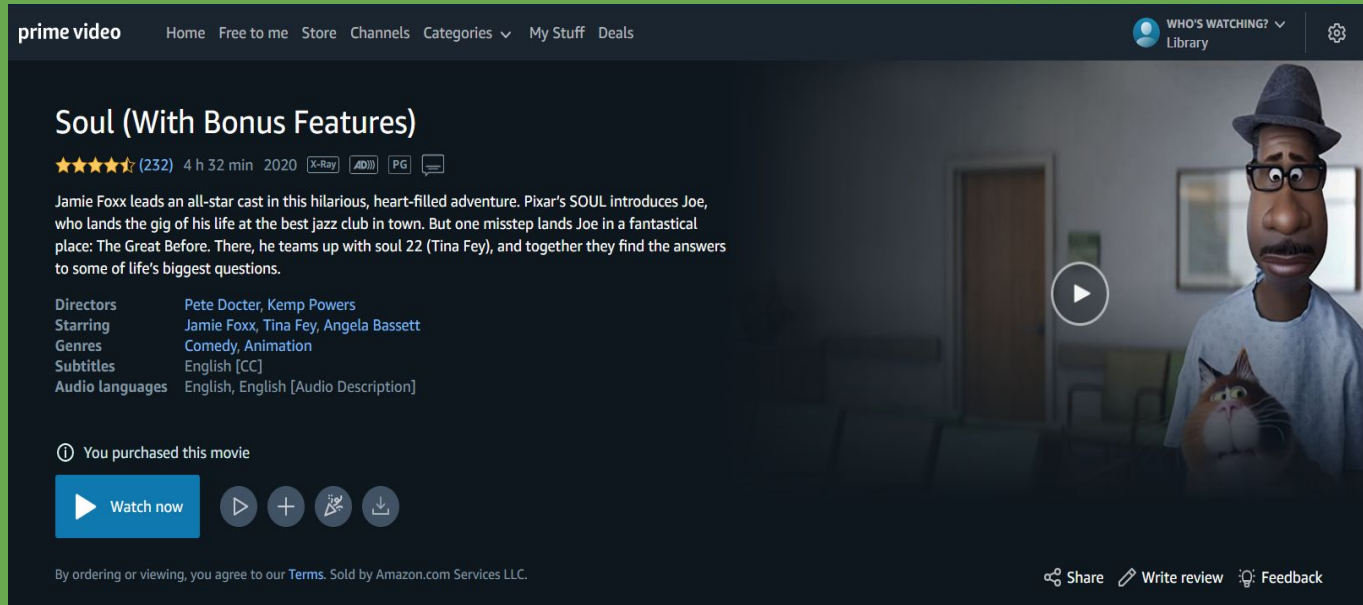 prime video Home Free to me Store Channels Categories My Stuff Deals WHO'S WATCHING?
Library
Soul (With Bonus Features)
(232) 4 h 32 min 2020 X-Ray AD))) PG
Jamie Foxx leads an all-star cast in this hilarious, heart-filled adventure. Pixar's SOUL introduces Joe,
who lands the gig of his life at the best jazz club in town. But one misstep lands Joe in a fantastical
place: The Great Before. There, he teams up with soul 22 (Tina Fey), and together they find the answers
to some of life's biggest questions.
Directors Pete Docter, Kemp Powers
Starring Jamie Foxx, Tina Fey, Angela Bassett
Genres Comedy, Animation
Subtitles English [CC]
Audio languages English, English [Audio Description]
You purchased this movie
Watch now
By ordering or viewing, you agree to our Terms. Sold by Amazon.com Services LLC.
Share Write review Feedback